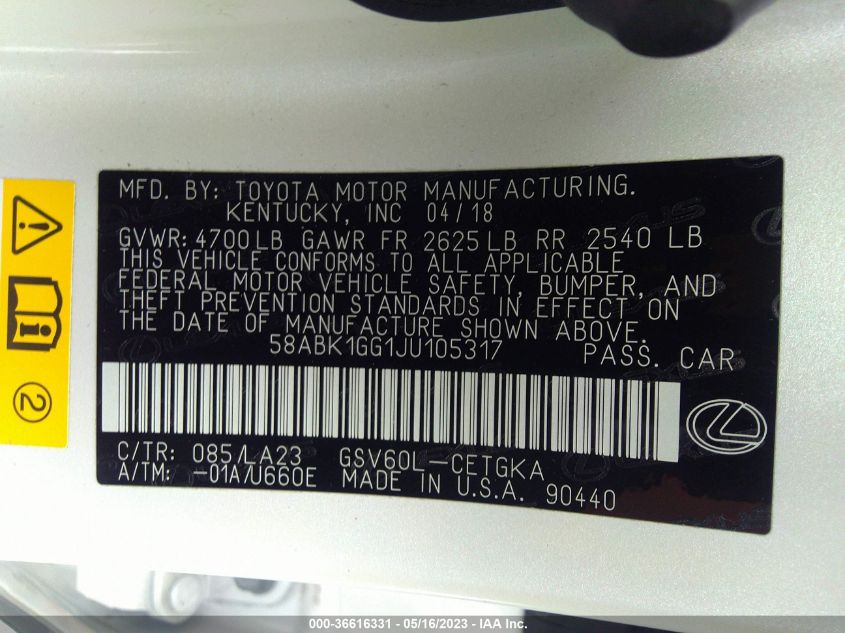 MFD. BY: TOYOTA MOTOR MANUFACTURING.
KENTUCKY, INC 04/18
GVWR: 4700LB GAWR FR 2625LB RR 2540 LB
THIS VEHICLE CONFORMS TO ALL APPLICABLE
FEDERAL MOTOR VEHICLE SAFETY, BUMPER, AND
THEFT PREVENTION STANDARDS IN EFFECT ON
THE DATE OF MANUFACTURE SHOWN ABOVE.
58ABK1GG1JU105317 PASS. CAR
C/TR: 085/LA23 GSV60L-CETGKA
A/TM: -01A/U660E MADE IN U.S.A. 90440
2
000-36616331 - 05/16/2023 - IAA Inc.